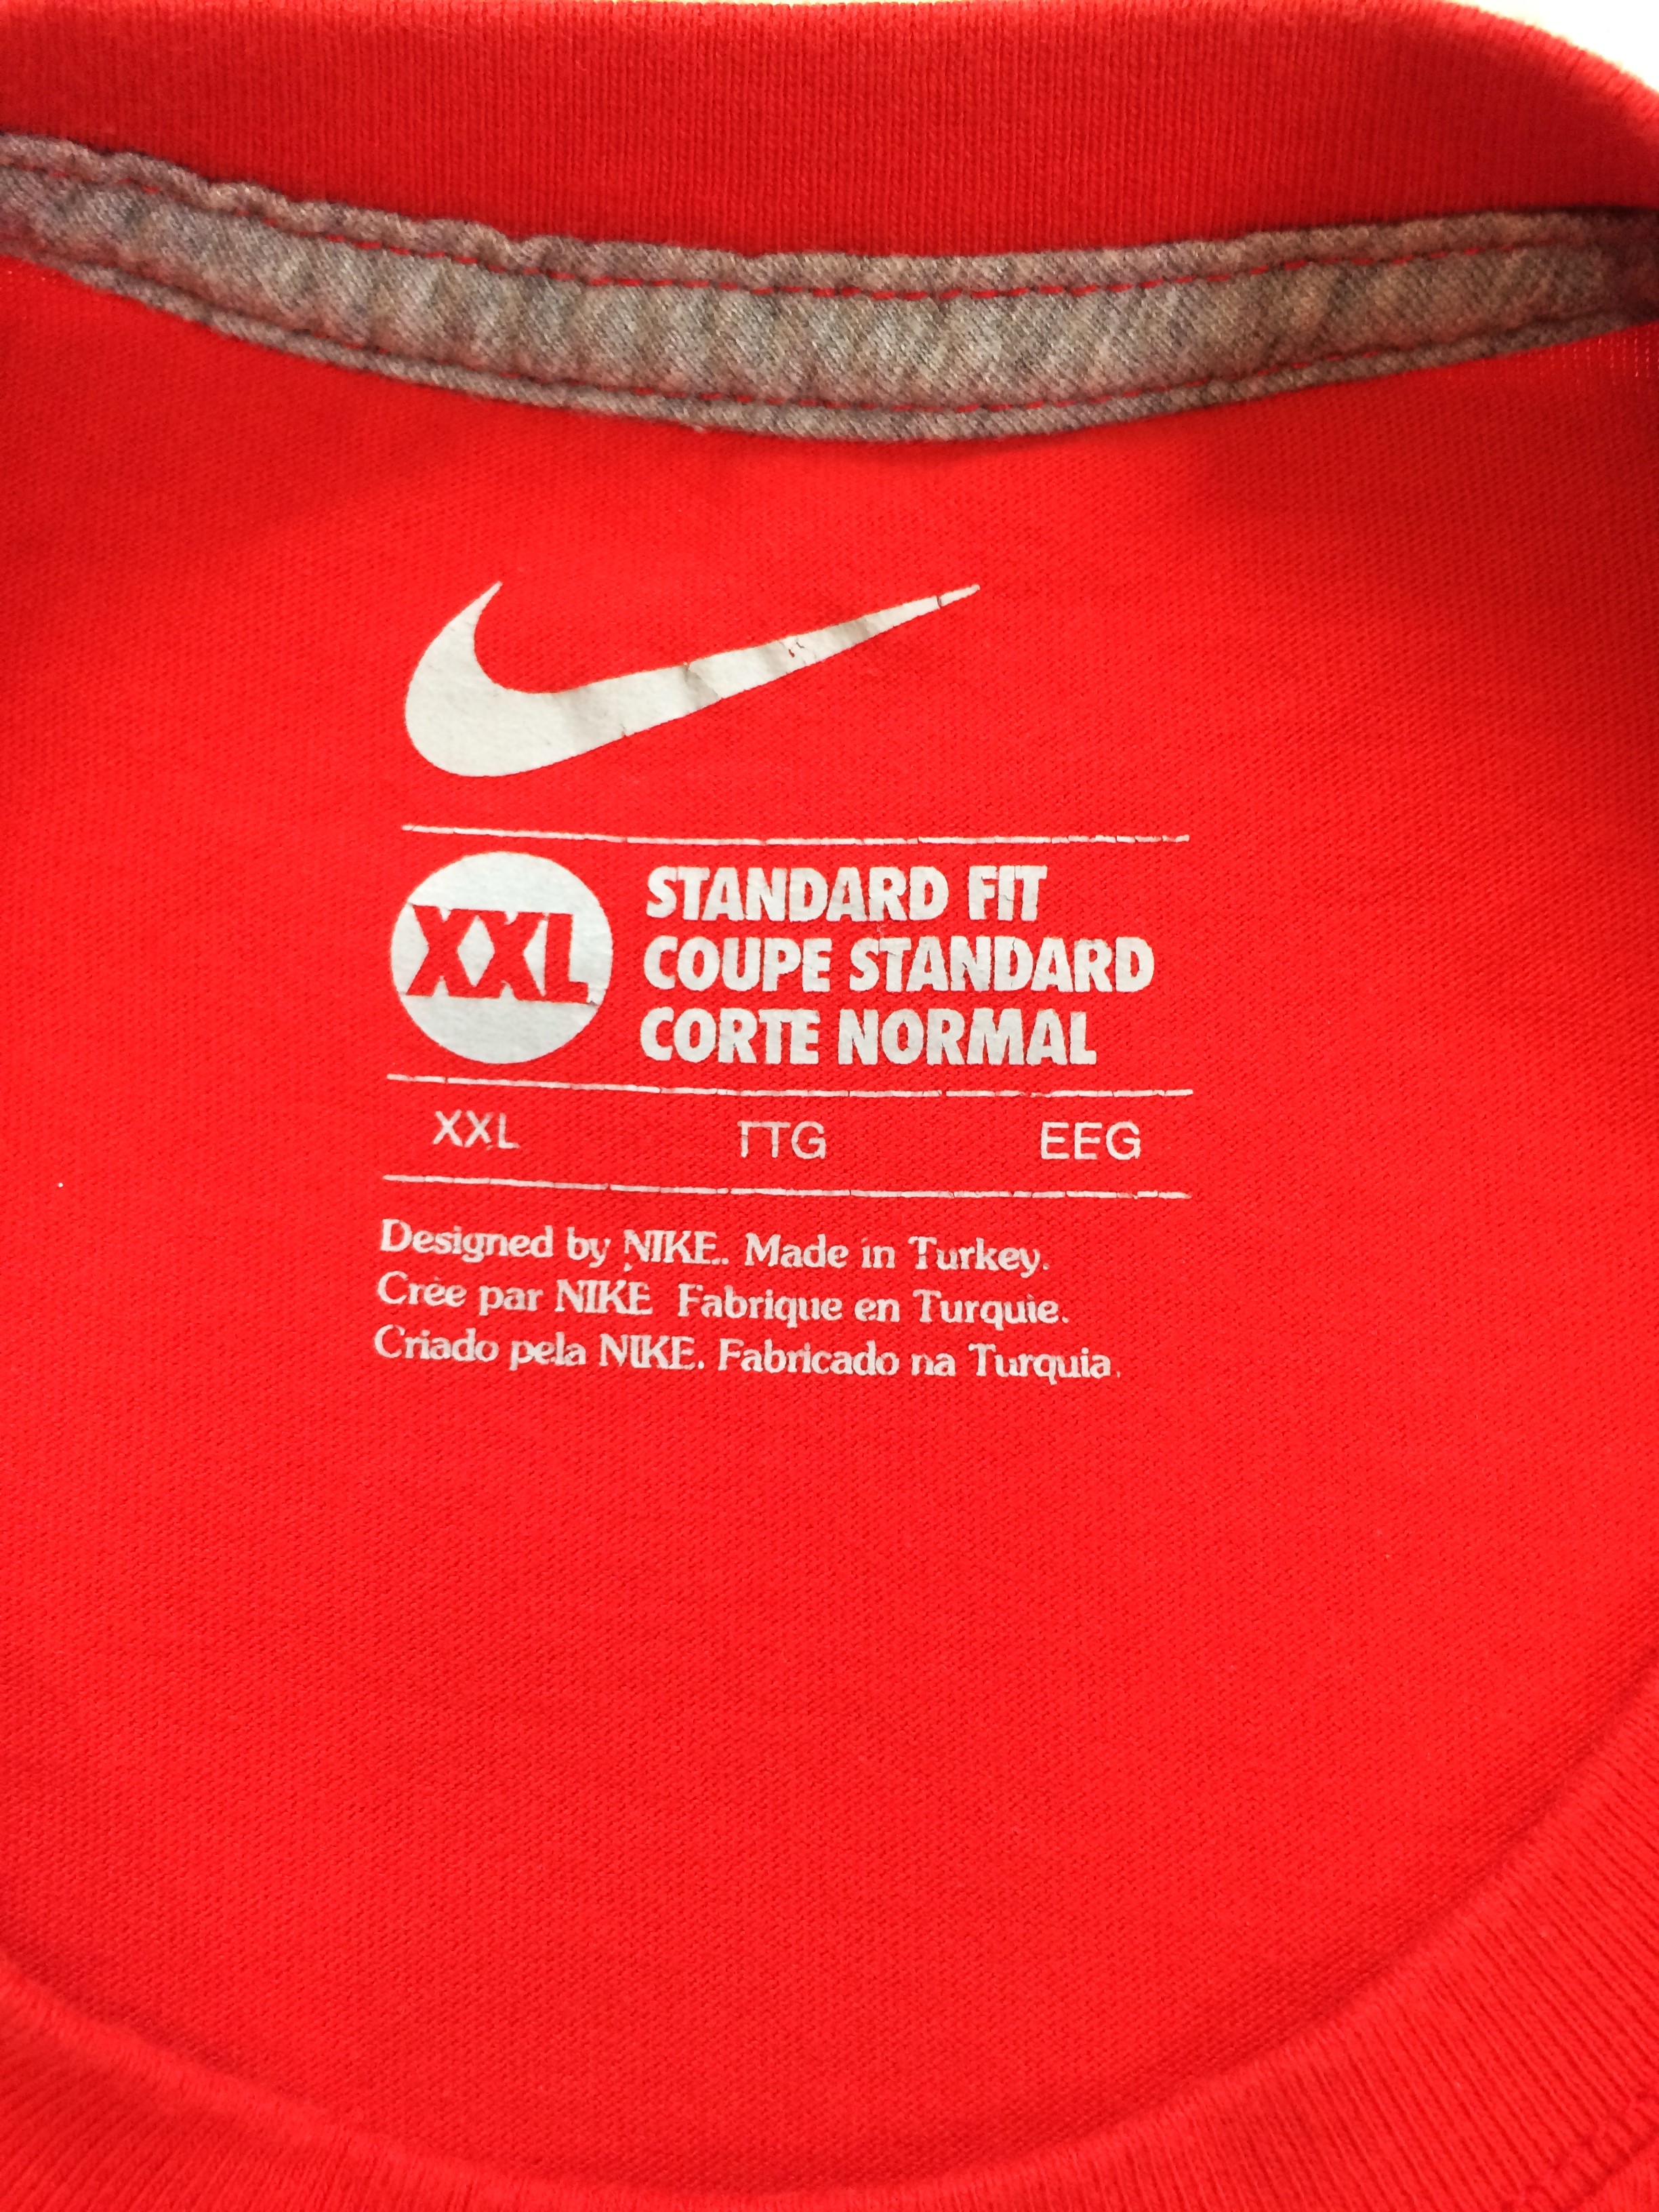 XXL
STANDARD FIT
COUPE STANDARD
CORTE NORMAL
XXL TTG EEG
Designed by NIKE. Made in Turkey.
Crèe par NIKE Fabrique en Turquie.
Criado pela NIKE. Fabricado na Turquia.